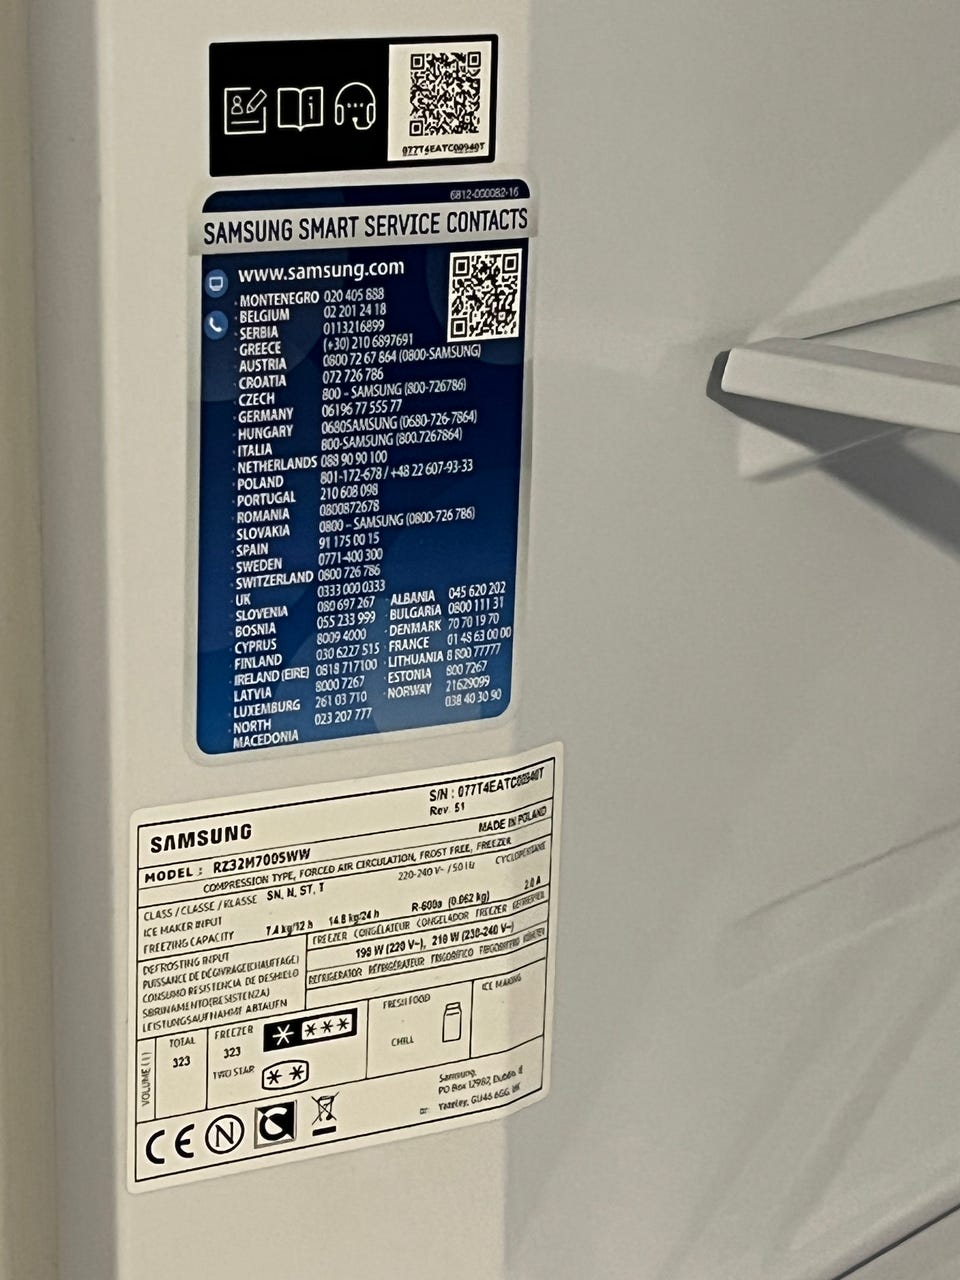 077T4EATC00940T
6812-000082-16
SAMSUNG SMART SERVICE CONTACTS
www.samsung.com
· MONTENEGRO 020 405 888
· BELGIUM 02 201 24 18
· SERBIA 0113216899
· GREECE (+30) 210 6897691
· AUSTRIA 0800 72 67 864 (0800-SAMSUNG)
· CROATIA 072 726 786
· CZECH 800 – SAMSUNG (800-726786)
· GERMANY 06196 77 555 77
· HUNGARY 0680SAMSUNG (0680-726-7864)
· ITALIA 800-SAMSUNG (800.7267864)
· NETHERLANDS 088 90 90 100
· POLAND 801-172-678 / +48 22 607-93-33
· PORTUGAL 210 608 098
· ROMANIA 0800872678
· SLOVAKIA 0800 – SAMSUNG (0800-726 786)
· SPAIN 91 175 00 15
· SWEDEN 0771-400 300
· SWITZERLAND 0800 726 786
· UK 0333 000 0333
· SLOVENIA 080 697 267
· BOSNIA 055 233 999
· CYPRUS 8009 4000
· FINLAND 030 6227 515
· IRELAND (EIRE) 0818 717100
· LATVIA 8000 7267
· LUXEMBURG 261 03 710
· NORTH MACEDONIA 023 207 777
· ALBANIA 045 620 202
· BULGARIA 0800 111 31
· DENMARK 70 70 19 70
· FRANCE 01 48 63 00 00
· LITHUANIA 8 800 77777
· ESTONIA 800 7267
· NORWAY 21629099
038 40 30 90
S/N : 077T4EATC00940T
Rev. 51
SAMSUNG
MADE IN POLAND
MODEL : RZ32M7005WW
COMPRESSION TYPE, FORCED AIR CIRCULATION, FROST FREE, FREEZER
CLASS / CLASSE / KLASSE SN, N, ST, T 220-240 V~ / 50 Hz CYCLOPENTANE
ICE MAKER INPUT 2.0 A
FREEZING CAPACITY 7.4 kg/12 h 14.8 kg/24 h R-600a (0.062 kg)
DEFROSTING INPUT
PUISSANCE DE DÉGIVRAGE(CHAUFFAGE)
CONSUMO RESISTENCIA DE DESHIELO
SBRINAMENTO(RESISTENZA)
LEISTUNGSAUFNAHME ABTAUFN
FREEZER CONGÉLATEUR CONGELADOR FREEZER
198 W (220 V~), 210 W (230-240 V~)
REFRIGERATOR RÉFRIGÉRATEUR FRIGORÍFICO FRIGORIFERO
VOLUME ( l )
TOTAL
323
FREEZER
323
TWO STAR
FRESH FOOD
-
CHILL
ICE MAKING
Samsung,
PO Box 12987, Dublin
or Yateley, GU46 6GG, UK
CE N